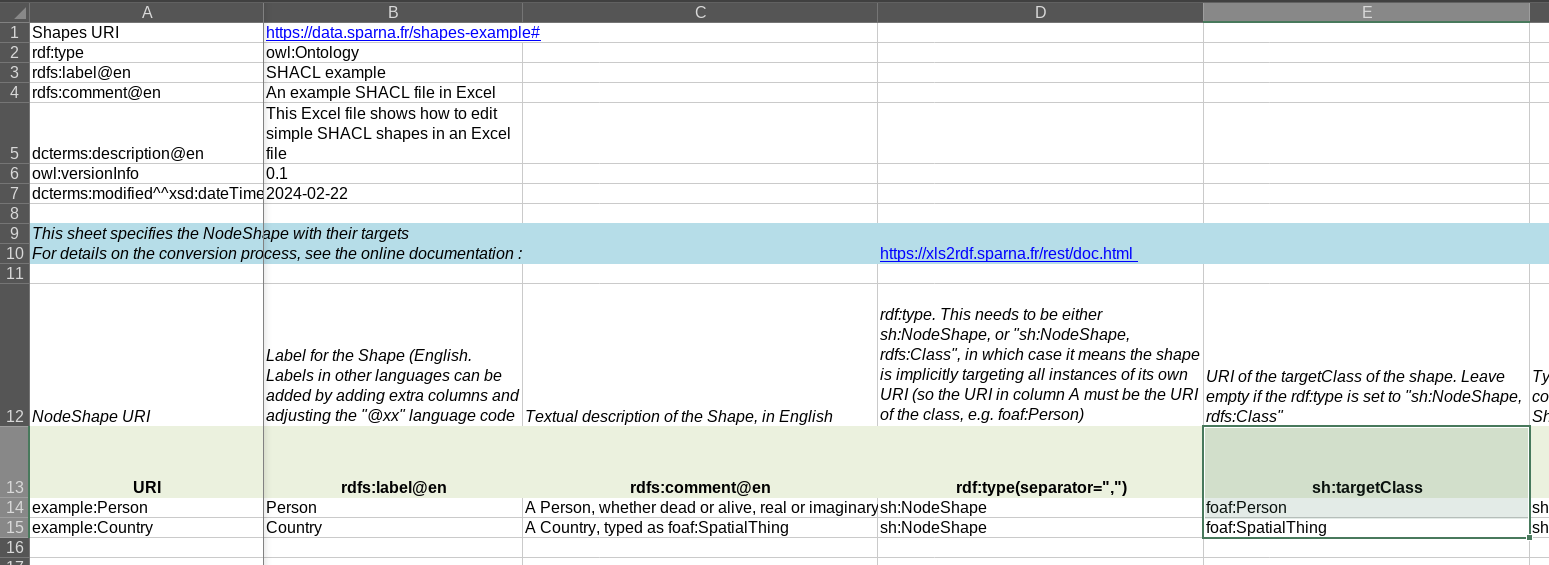 A B C D E
1 Shapes URI https://data.sparna.fr/shapes-example#
2 rdf:type owl:Ontology
3 rdfs:label@en SHACL example
4 rdfs:comment@en An example SHACL file in Excel
This Excel file shows how to edit
simple SHACL shapes in an Excel
5 dcterms:description@en file
6 owl:versionInfo 0.1
7 dcterms:modified^^xsd:dateTime 2024-02-22
8
9 This sheet specifies the NodeShape with their targets
10 For details on the conversion process, see the online documentation : https://xls2rdf.sparna.fr/rest/doc.html
11
12 NodeShape URI
Label for the Shape (English.
Labels in other languages can be
added by adding extra columns and
adjusting the "@xx" language code
Textual description of the Shape, in English
rdf:type. This needs to be either
sh:NodeShape, or "sh:NodeShape,
rdfs:Class", in which case it means the shape
is implicitly targeting all instances of its own
URI (so the URI in column A must be the URI
of the class, e.g. foaf:Person)
URI of the targetClass of the shape. Leave
empty if the rdf:type is set to "sh:NodeShape,
rdfs:Class"
Ty
co
Sh
13 URI rdfs:label@en rdfs:comment@en rdf:type(separator=",") sh:targetClass
14 example:Person Person A Person, whether dead or alive, real or imaginary sh:NodeShape foaf:Person sh
15 example:Country Country A Country, typed as foaf:SpatialThing sh:NodeShape foaf:SpatialThing sh
16
17